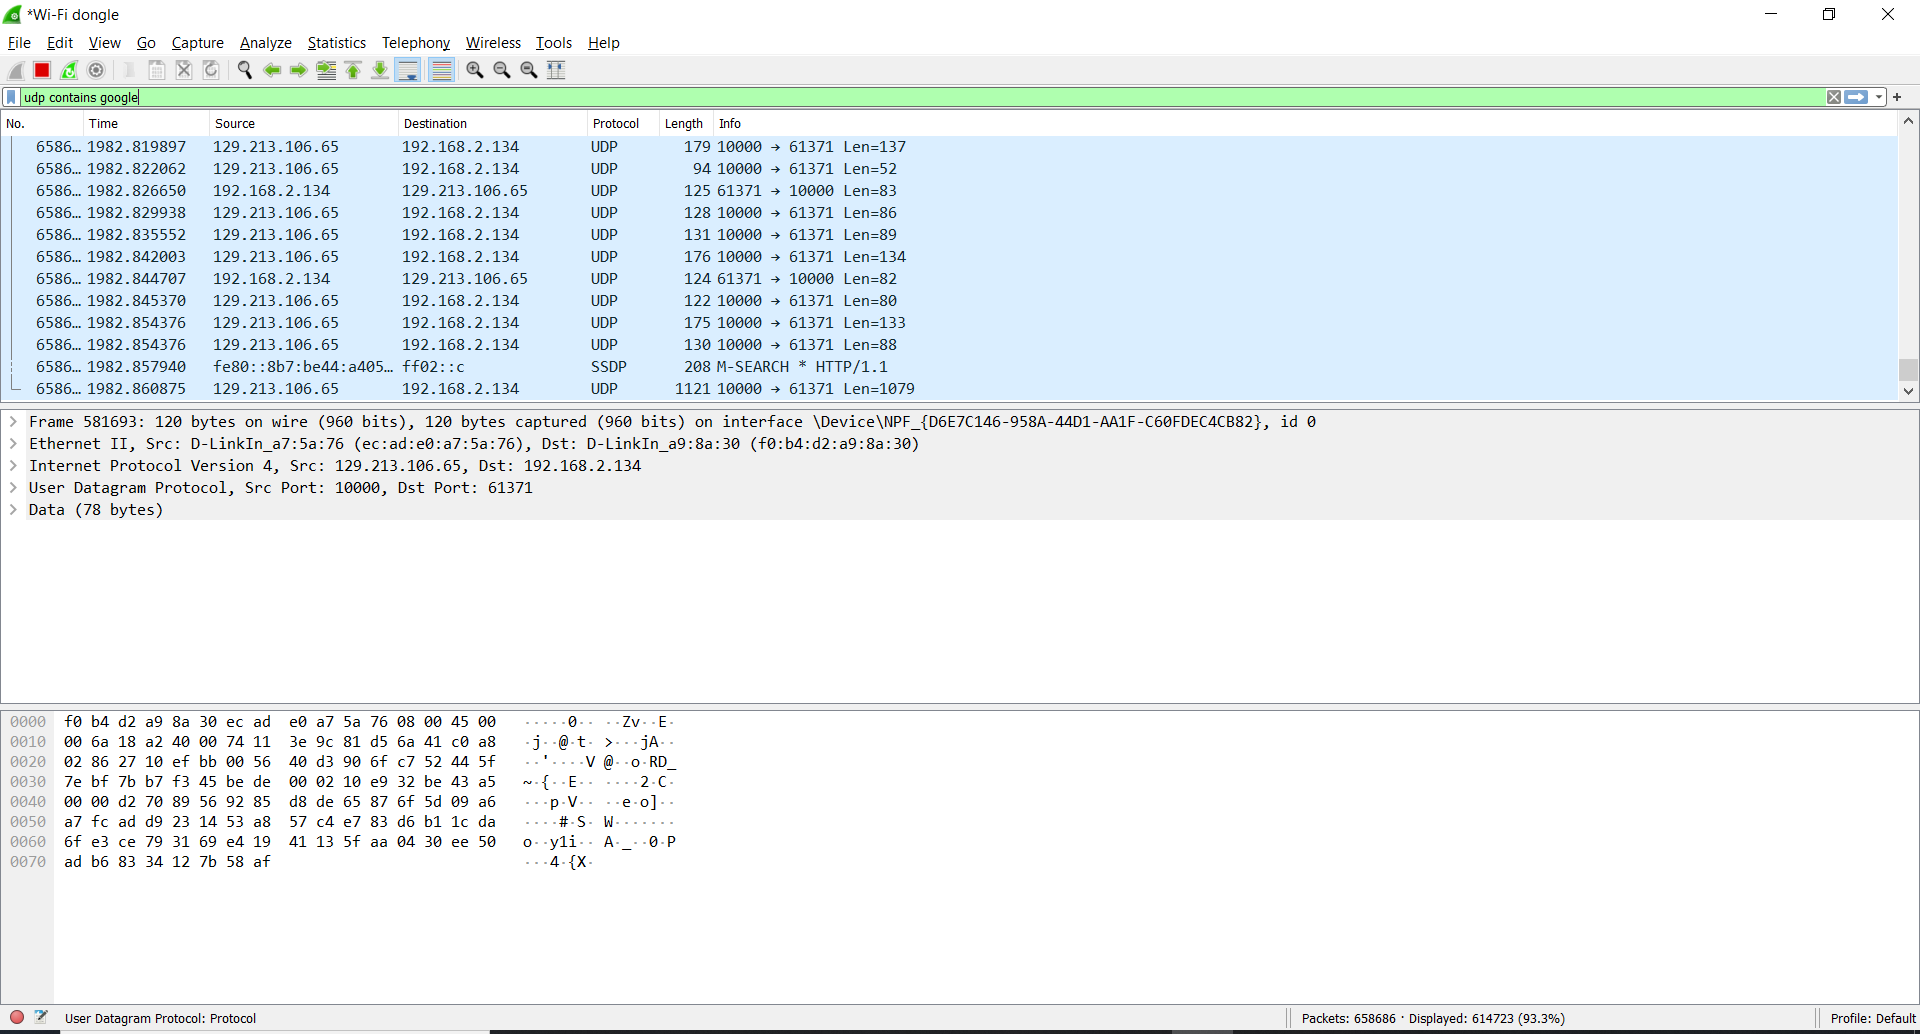 *Wi-Fi dongle
File Edit View Go Capture Analyze Statistics Telephony Wireless Tools Help
udp contains google
No. Time Source Destination Protocol Length Info
6586… 1982.819897 129.213.106.65 192.168.2.134 UDP 179 10000 → 61371 Len=137
6586… 1982.822062 129.213.106.65 192.168.2.134 UDP 94 10000 → 61371 Len=52
6586… 1982.826650 192.168.2.134 129.213.106.65 UDP 125 61371 → 10000 Len=83
6586… 1982.829938 129.213.106.65 192.168.2.134 UDP 128 10000 → 61371 Len=86
6586… 1982.835552 129.213.106.65 192.168.2.134 UDP 131 10000 → 61371 Len=89
6586… 1982.842003 129.213.106.65 192.168.2.134 UDP 176 10000 → 61371 Len=134
6586… 1982.844707 192.168.2.134 129.213.106.65 UDP 124 61371 → 10000 Len=82
6586… 1982.845370 129.213.106.65 192.168.2.134 UDP 122 10000 → 61371 Len=80
6586… 1982.854376 129.213.106.65 192.168.2.134 UDP 175 10000 → 61371 Len=133
6586… 1982.854376 129.213.106.65 192.168.2.134 UDP 130 10000 → 61371 Len=88
6586… 1982.857940 fe80::8b7:be44:a405… ff02::c SSDP 208 M-SEARCH * HTTP/1.1
6586… 1982.860875 129.213.106.65 192.168.2.134 UDP 1121 10000 → 61371 Len=1079
Frame 581693: 120 bytes on wire (960 bits), 120 bytes captured (960 bits) on interface \Device\NPF_{D6E7C146-958A-44D1-AA1F-C60FDEC4CB82}, id 0
Ethernet II, Src: D-LinkIn_a7:5a:76 (ec:ad:e0:a7:5a:76), Dst: D-LinkIn_a9:8a:30 (f0:b4:d2:a9:8a:30)
Internet Protocol Version 4, Src: 129.213.106.65, Dst: 192.168.2.134
User Datagram Protocol, Src Port: 10000, Dst Port: 61371
Data (78 bytes)
0000 f0 b4 d2 a9 8a 30 ec ad e0 a7 5a 76 08 00 45 00 ·····0·· ··Zv··E·
0010 00 6a 18 a2 40 00 74 11 3e 9c 81 d5 6a 41 c0 a8 ·j··@·t· >···jA··
0020 02 86 27 10 ef bb 00 56 40 d3 90 6f c7 52 44 5f ··'····V @··o·RD_
0030 7e bf 7b b7 f3 45 be de 00 02 10 e9 32 be 43 a5 ~·{··E·· ····2·C·
0040 00 00 d2 70 89 56 92 85 d8 de 65 87 6f 5d 09 a6 ···p·V·· ··e·o]··
0050 a7 fc ad d9 23 14 53 a8 57 c4 e7 83 d6 b1 1c da ····#·S· W·······
0060 6f e3 ce 79 31 69 e4 19 41 13 5f aa 04 30 ee 50 o··y1i·· A·_··0·P
0070 ad b6 83 34 12 7b 58 af ···4·{X·
User Datagram Protocol: Protocol Packets: 658686 · Displayed: 614723 (93.3%) Profile: Default